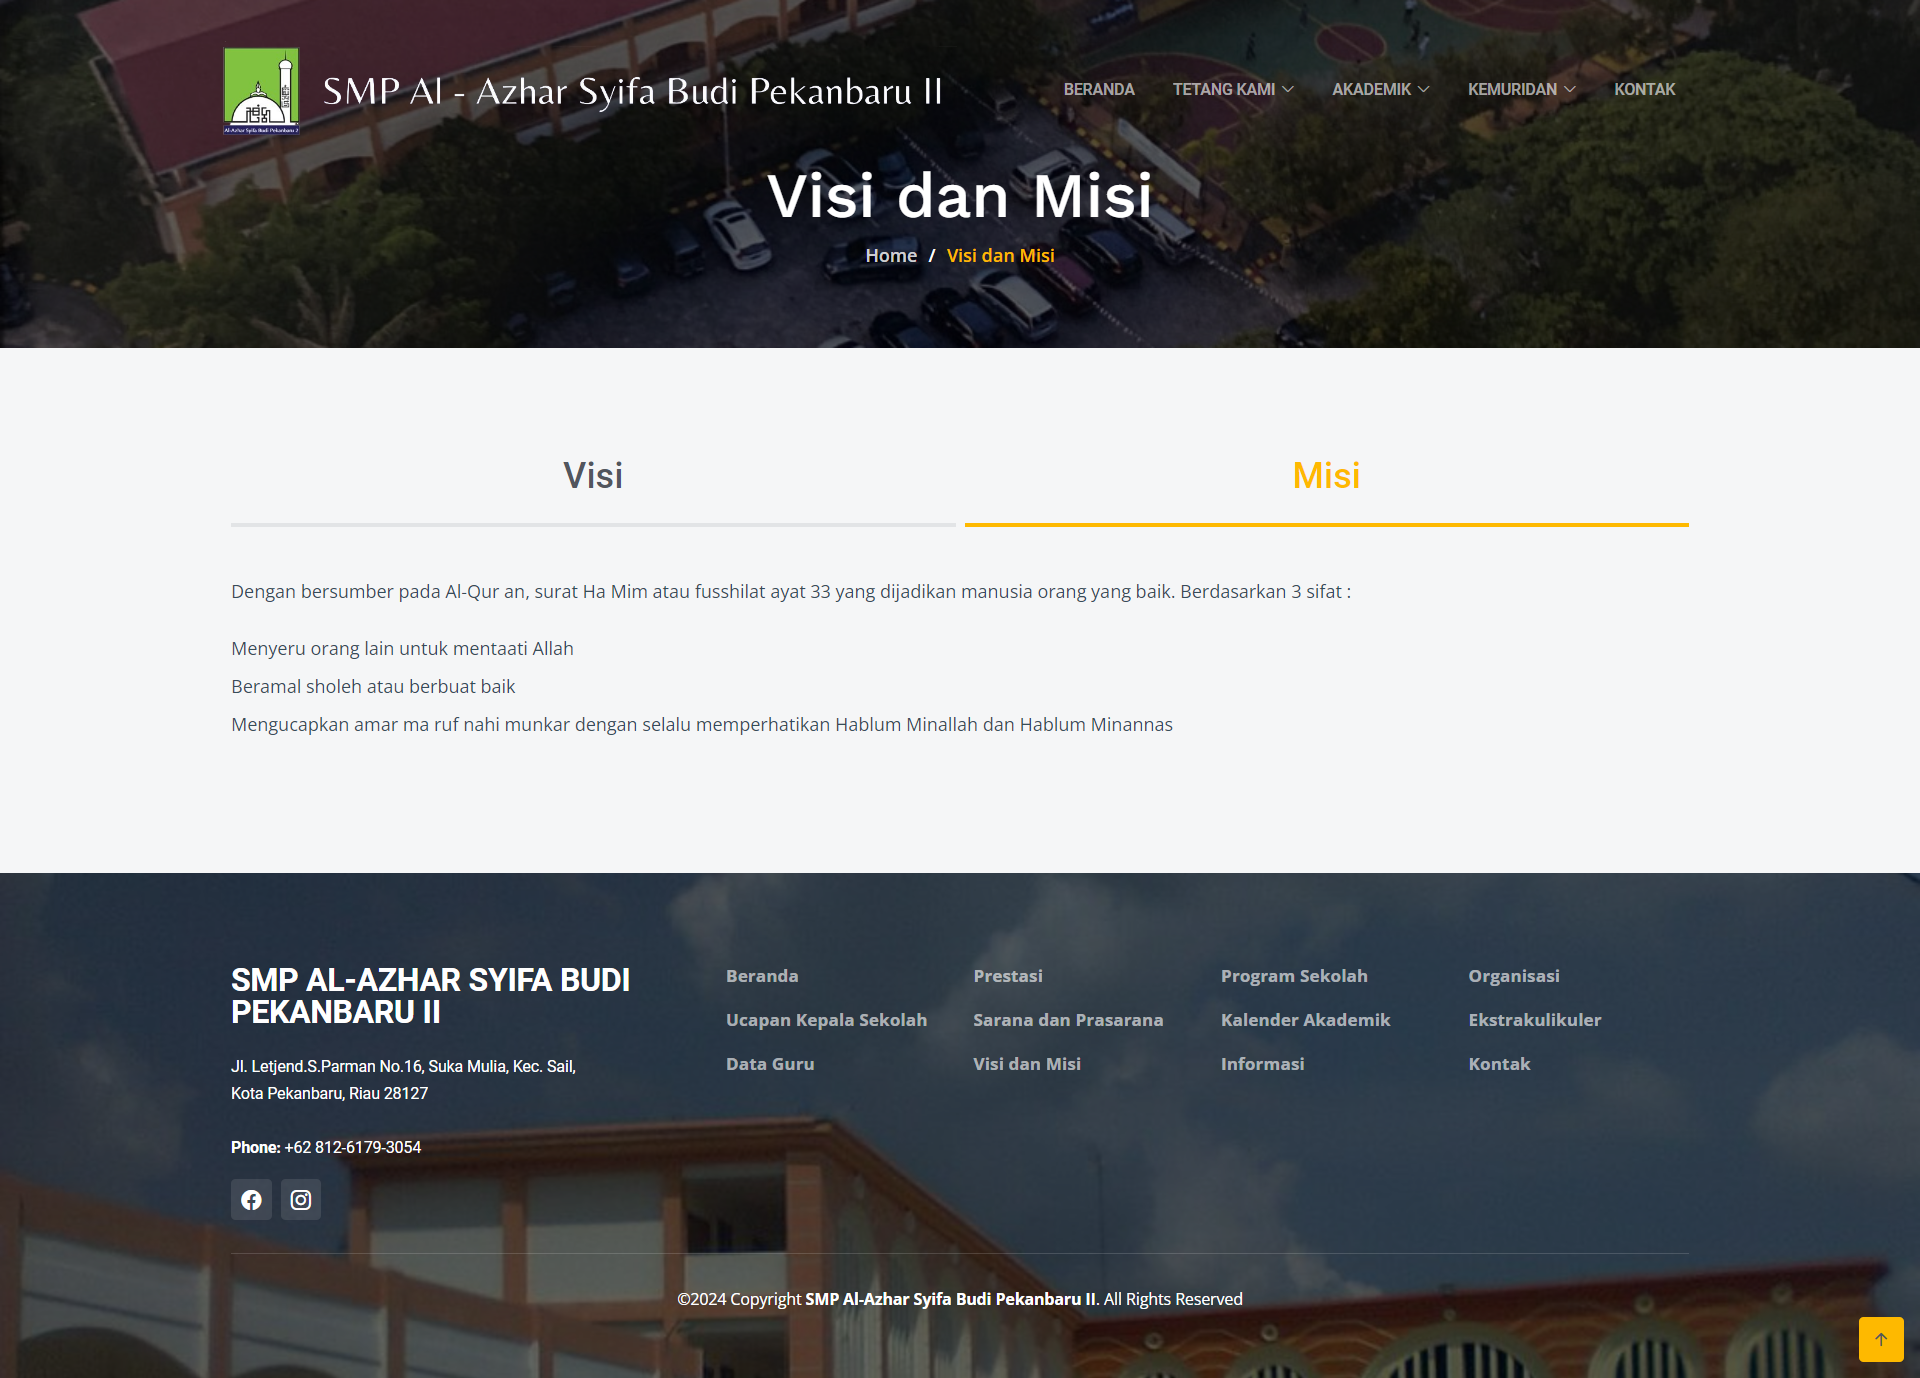 Al-Azhar Syifa Budi Pekanbaru 2
SMP Al - Azhar Syifa Budi Pekanbaru II
BERANDA
TETANG KAMI
AKADEMIK
KEMURIDAN
KONTAK
Visi dan Misi
Home / Visi dan Misi
Visi
Misi
Dengan bersumber pada Al-Qur an, surat Ha Mim atau fusshilat ayat 33 yang dijadikan manusia orang yang baik. Berdasarkan 3 sifat :
Menyeru orang lain untuk mentaati Allah
Beramal sholeh atau berbuat baik
Mengucapkan amar ma ruf nahi munkar dengan selalu memperhatikan Hablum Minallah dan Hablum Minannas
SMP AL-AZHAR SYIFA BUDI
PEKANBARU II
Jl. Letjend.S.Parman No.16, Suka Mulia, Kec. Sail,
Kota Pekanbaru, Riau 28127
Phone: +62 812-6179-3054
Beranda
Ucapan Kepala Sekolah
Data Guru
Prestasi
Sarana dan Prasarana
Visi dan Misi
Program Sekolah
Kalender Akademik
Informasi
Organisasi
Ekstrakulikuler
Kontak
©2024 Copyright SMP Al-Azhar Syifa Budi Pekanbaru II. All Rights Reserved